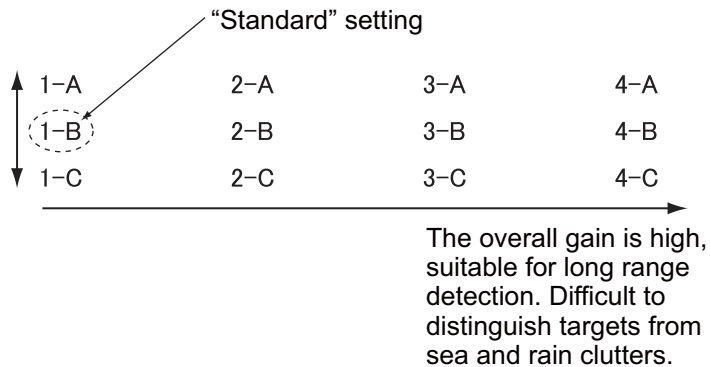 “Standard” setting
1-A 2-A 3-A 4-A
1-B 2-B 3-B 4-B
1-C 2-C 3-C 4-C
The overall gain is high,
suitable for long range
detection. Difficult to
distinguish targets from
sea and rain clutters.